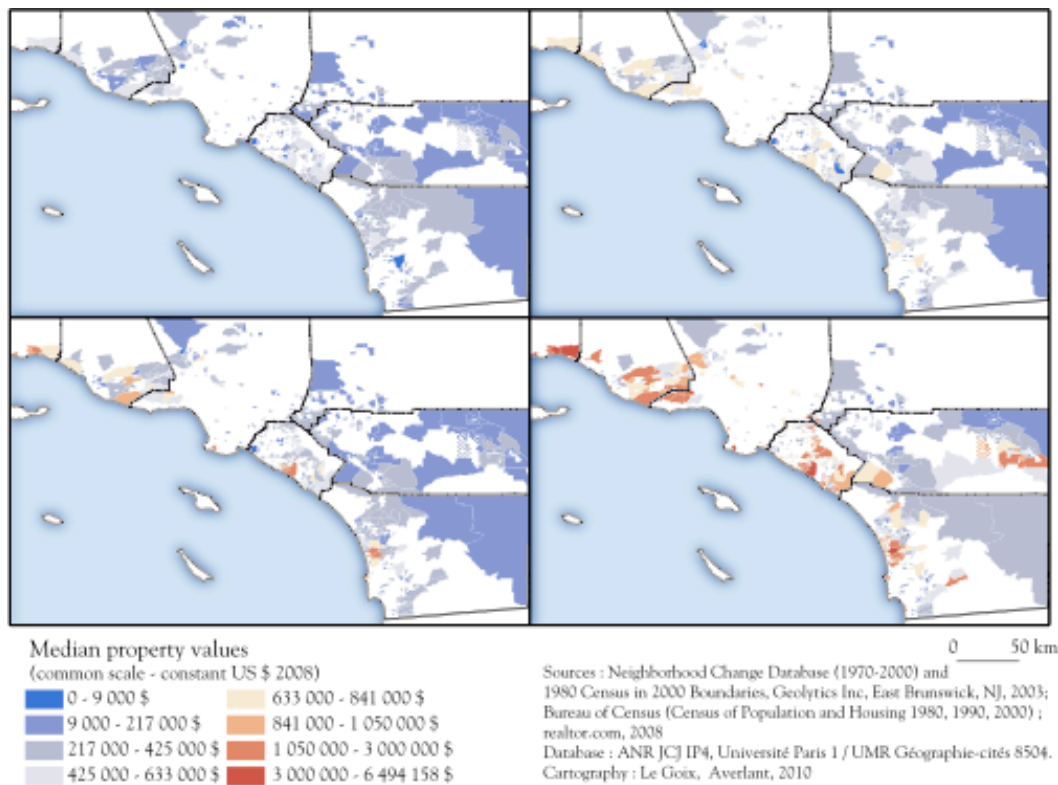 Median property values
(common scale - constant US $ 2008)
0 - 9 000 $
9 000 - 217 000 $
217 000 - 425 000 $
425 000 - 633 000 $
633 000 - 841 000 $
841 000 - 1 050 000 $
1 050 000 - 3 000 000 $
3 000 000 - 6 494 158 $
0 50 km
Sources : Neighborhood Change Database (1970-2000) and
1980 Census in 2000 Boundaries, Geolytics Inc, East Brunswick, NJ, 2003;
Bureau of Census (Census of Population and Housing 1980, 1990, 2000) ;
realtor.com, 2008
Database : ANR JCJ IP4, Université Paris 1 / UMR Géographie-cités 8504.
Cartography : Le Goix, Averlant, 2010